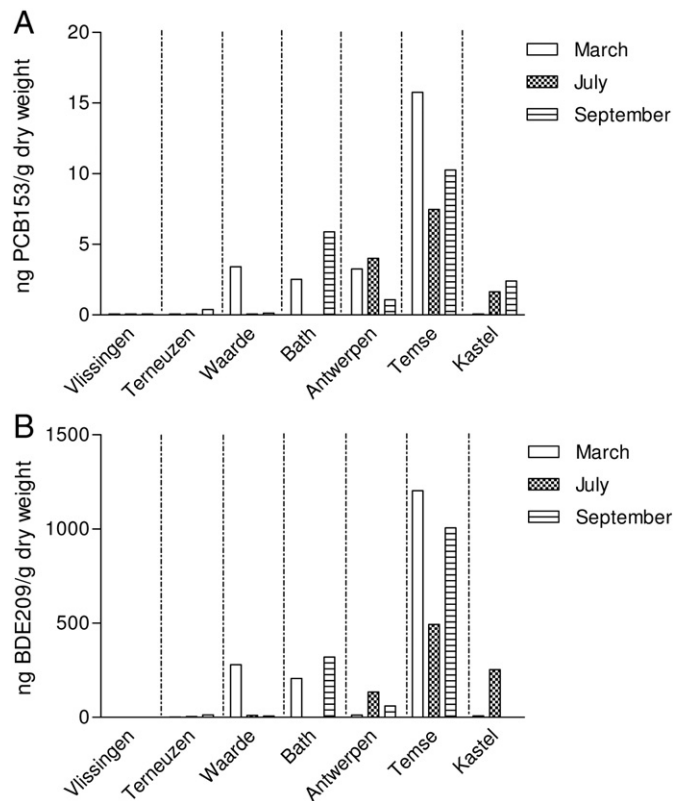 A
ng PCB153/g dry weight
20
15
10
5
0
Vlissingen
Terneuzen
Waarde
Bath
Antwerpen
Temse
Kastel
March
July
September
B
ng BDE209/g dry weight
1500
1000
500
0
Vlissingen
Terneuzen
Waarde
Bath
Antwerpen
Temse
Kastel
March
July
September